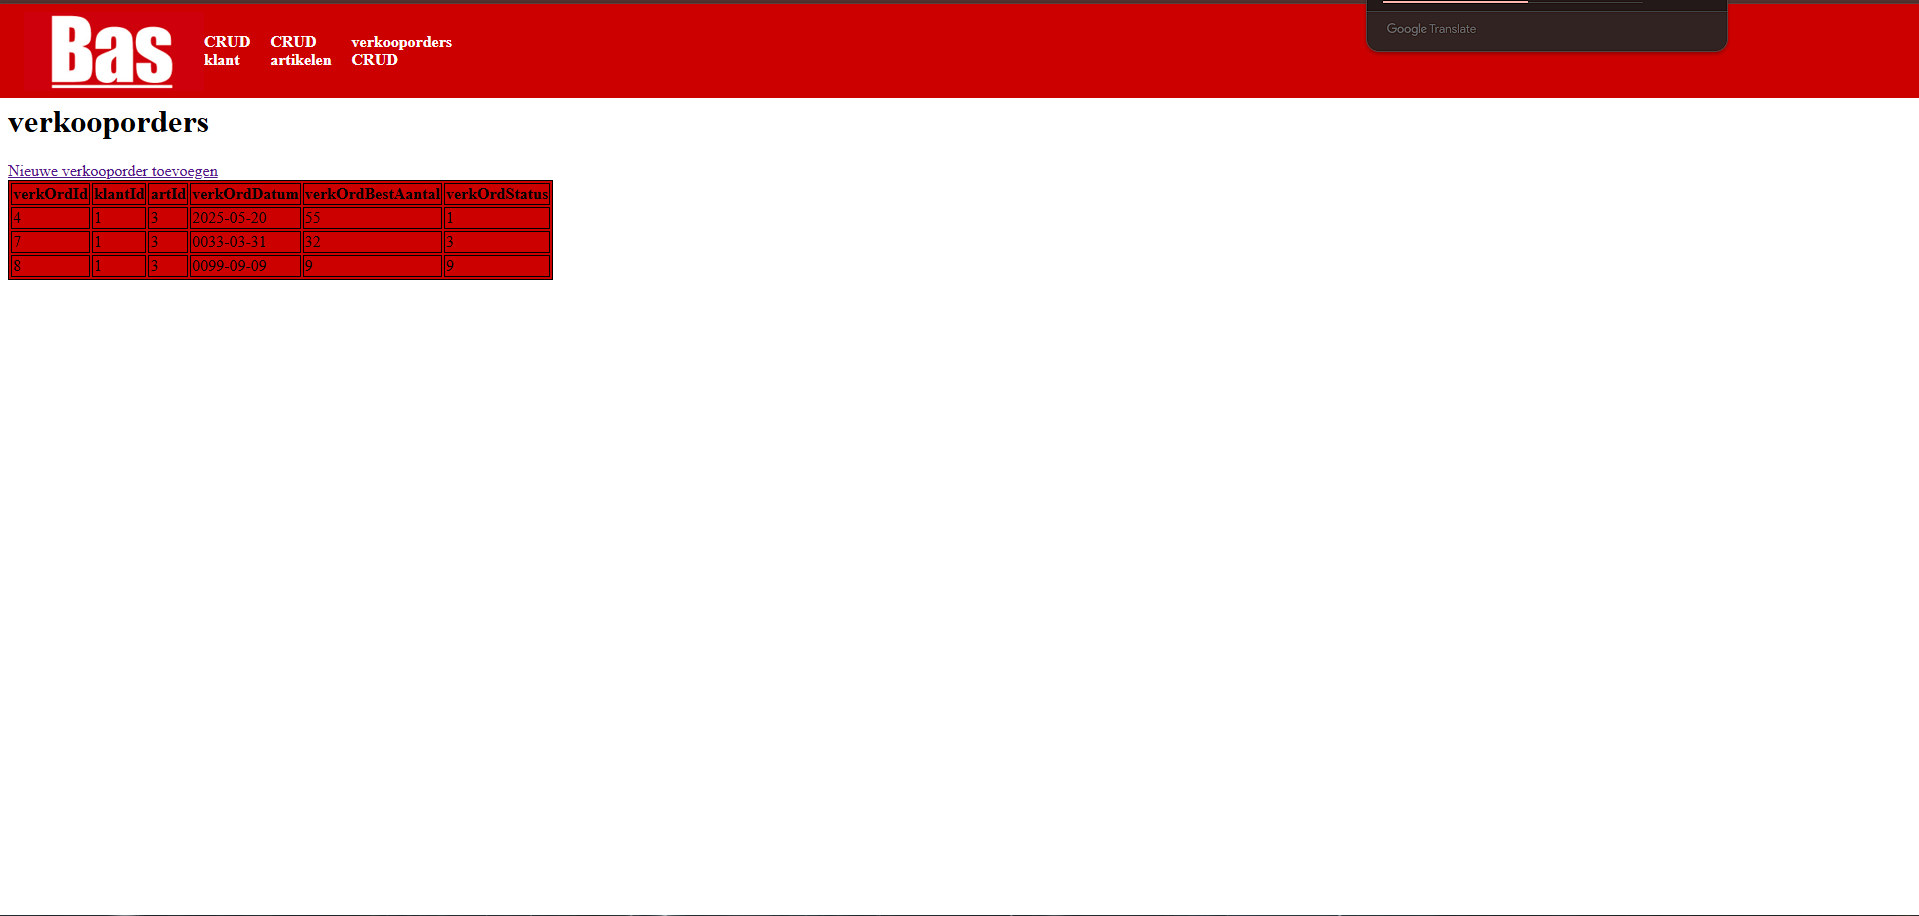 Bas
CRUD klant
CRUD artikelen
verkooporders CRUD
Google Translate
verkooporders
Nieuwe verkooporder toevoegen
verkOrdId klantId artId verkOrdDatum verkOrdBestAantal verkOrdStatus
4 1 3 2025-05-20 55 1
7 1 3 0033-03-31 32 3
8 1 3 0099-09-09 9 9